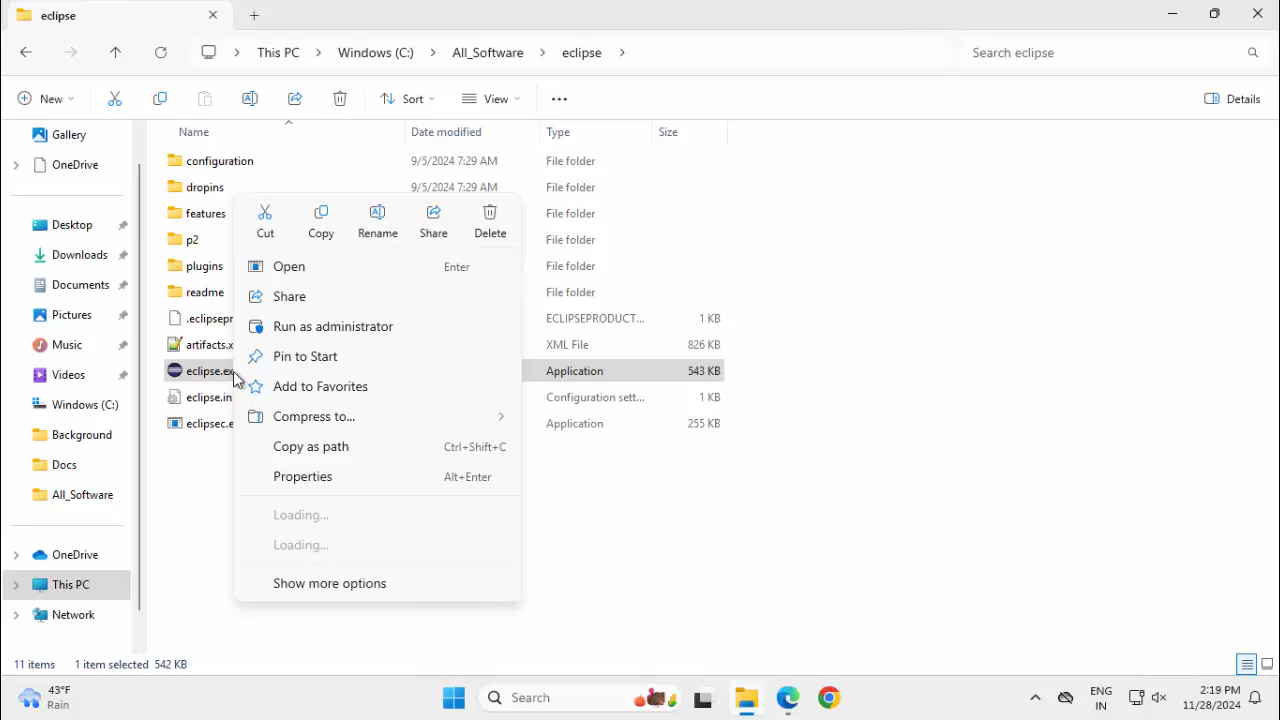 eclipse
This PC
Windows (C:)
All_Software
eclipse
Search eclipse
New
Sort
View
Details
Name
Date modified
Type
Size
Gallery
OneDrive
Desktop
Downloads
Documents
Pictures
Music
Videos
Windows (C:)
Background
Docs
All_Software
OneDrive
This PC
Network
configuration 9/5/2024 7:29 AM File folder
dropins 9/5/2024 7:29 AM File folder
features File folder
p2 File folder
plugins File folder
readme File folder
.eclipsepr ECLIPSEPRODUCT... 1 KB
artifacts.x XML File 826 KB
eclipse.ex Application 543 KB
eclipse.in Configuration sett... 1 KB
eclipsec.e Application 255 KB
Cut
Copy
Rename
Share
Delete
Open Enter
Share
Run as administrator
Pin to Start
Add to Favorites
Compress to...
Copy as path Ctrl+Shift+C
Properties Alt+Enter
Loading...
Loading...
Show more options
11 items 1 item selected 542 KB
43°F
Rain
Search
ENG
IN
2:19 PM
11/28/2024